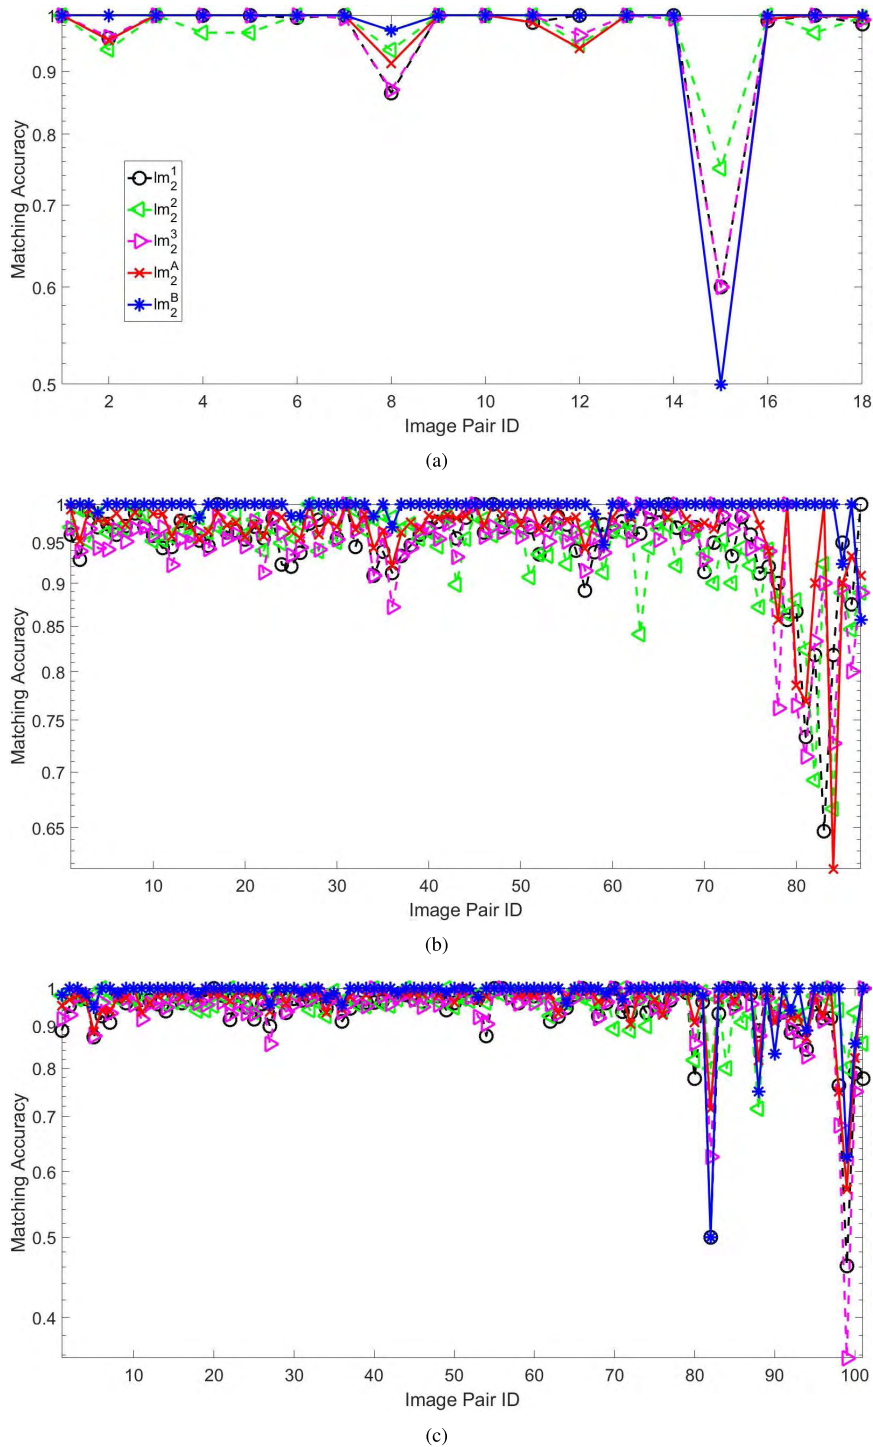 1
0.9
0.8
0.7
0.6
0.5
Matching Accuracy
Im₂¹
Im₂²
Im₂³
Im₂ᴬ
Im₂ᴮ
2 4 6 8 10 12 14 16 18
Image Pair ID
(a)
1
0.95
0.9
0.85
0.8
0.75
0.7
0.65
Matching Accuracy
10 20 30 40 50 60 70 80
Image Pair ID
(b)
1
0.9
0.8
0.7
0.6
0.5
0.4
Matching Accuracy
10 20 30 40 50 60 70 80 90 100
Image Pair ID
(c)